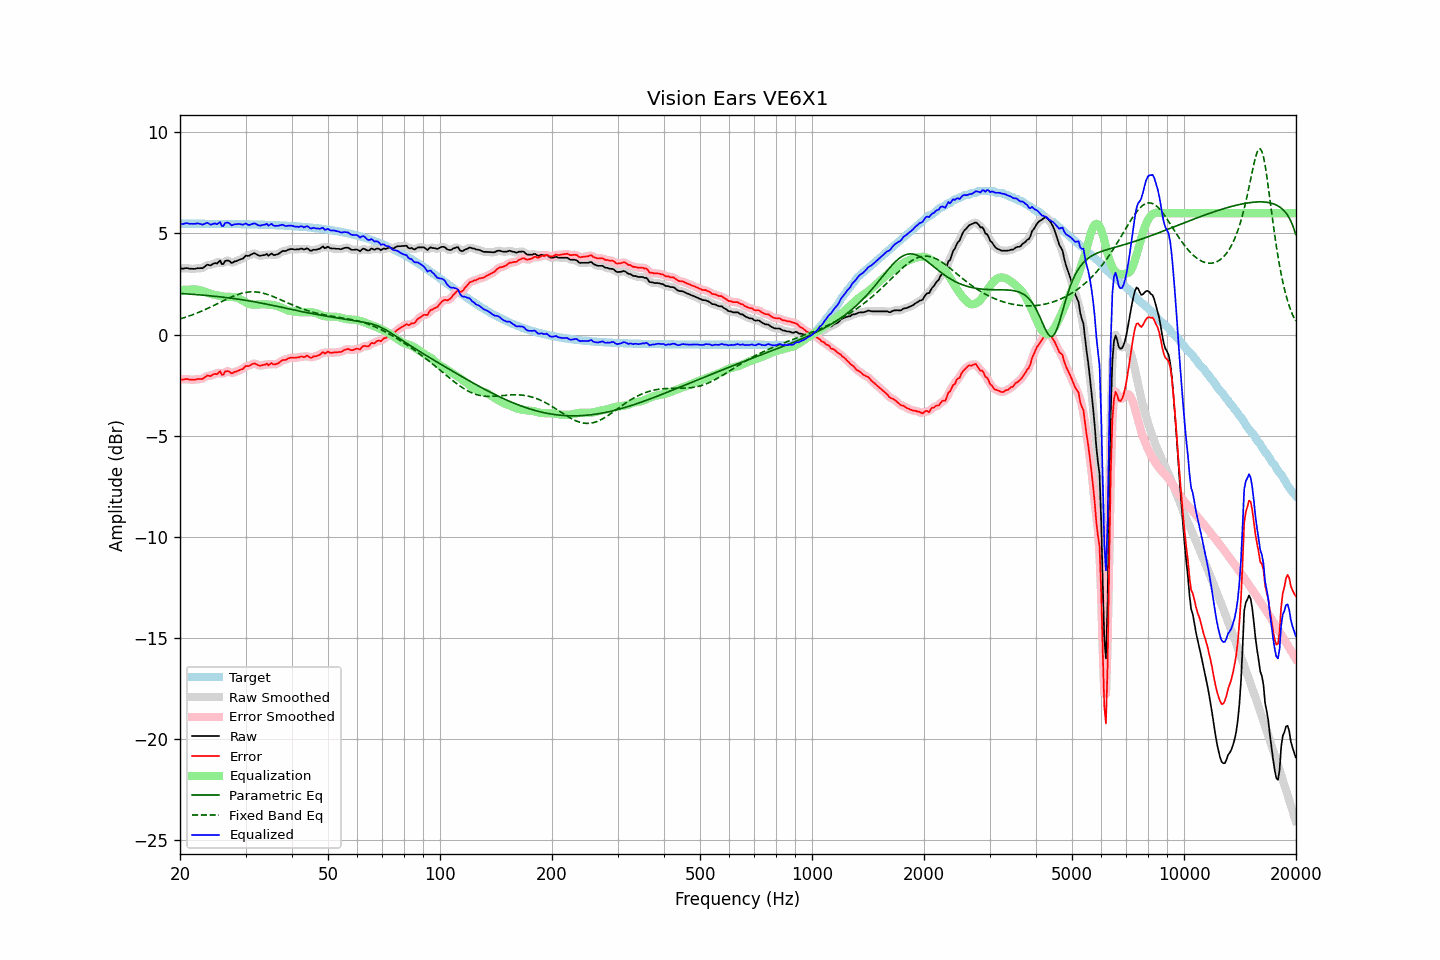 Vision Ears VE6X1
10
5
0
−5
−10
−15
−20
−25
Amplitude (dBr)
20 50 100 200 500 1000 2000 5000 10000 20000
Frequency (Hz)
Target
Raw Smoothed
Error Smoothed
Raw
Error
Equalization
Parametric Eq
Fixed Band Eq
Equalized